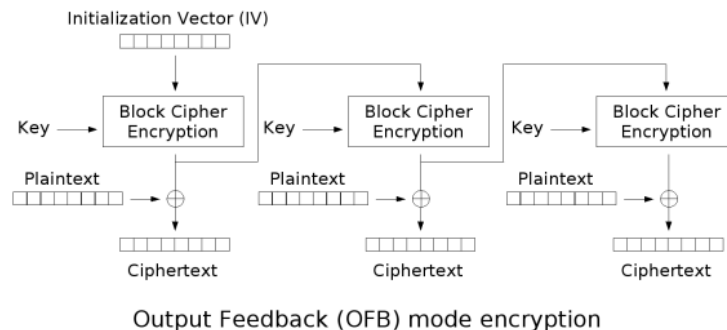 Initialization Vector (IV)
Key
Block Cipher
Encryption
Key
Block Cipher
Encryption
Key
Block Cipher
Encryption
Plaintext
Plaintext
Plaintext
Ciphertext
Ciphertext
Ciphertext
Output Feedback (OFB) mode encryption